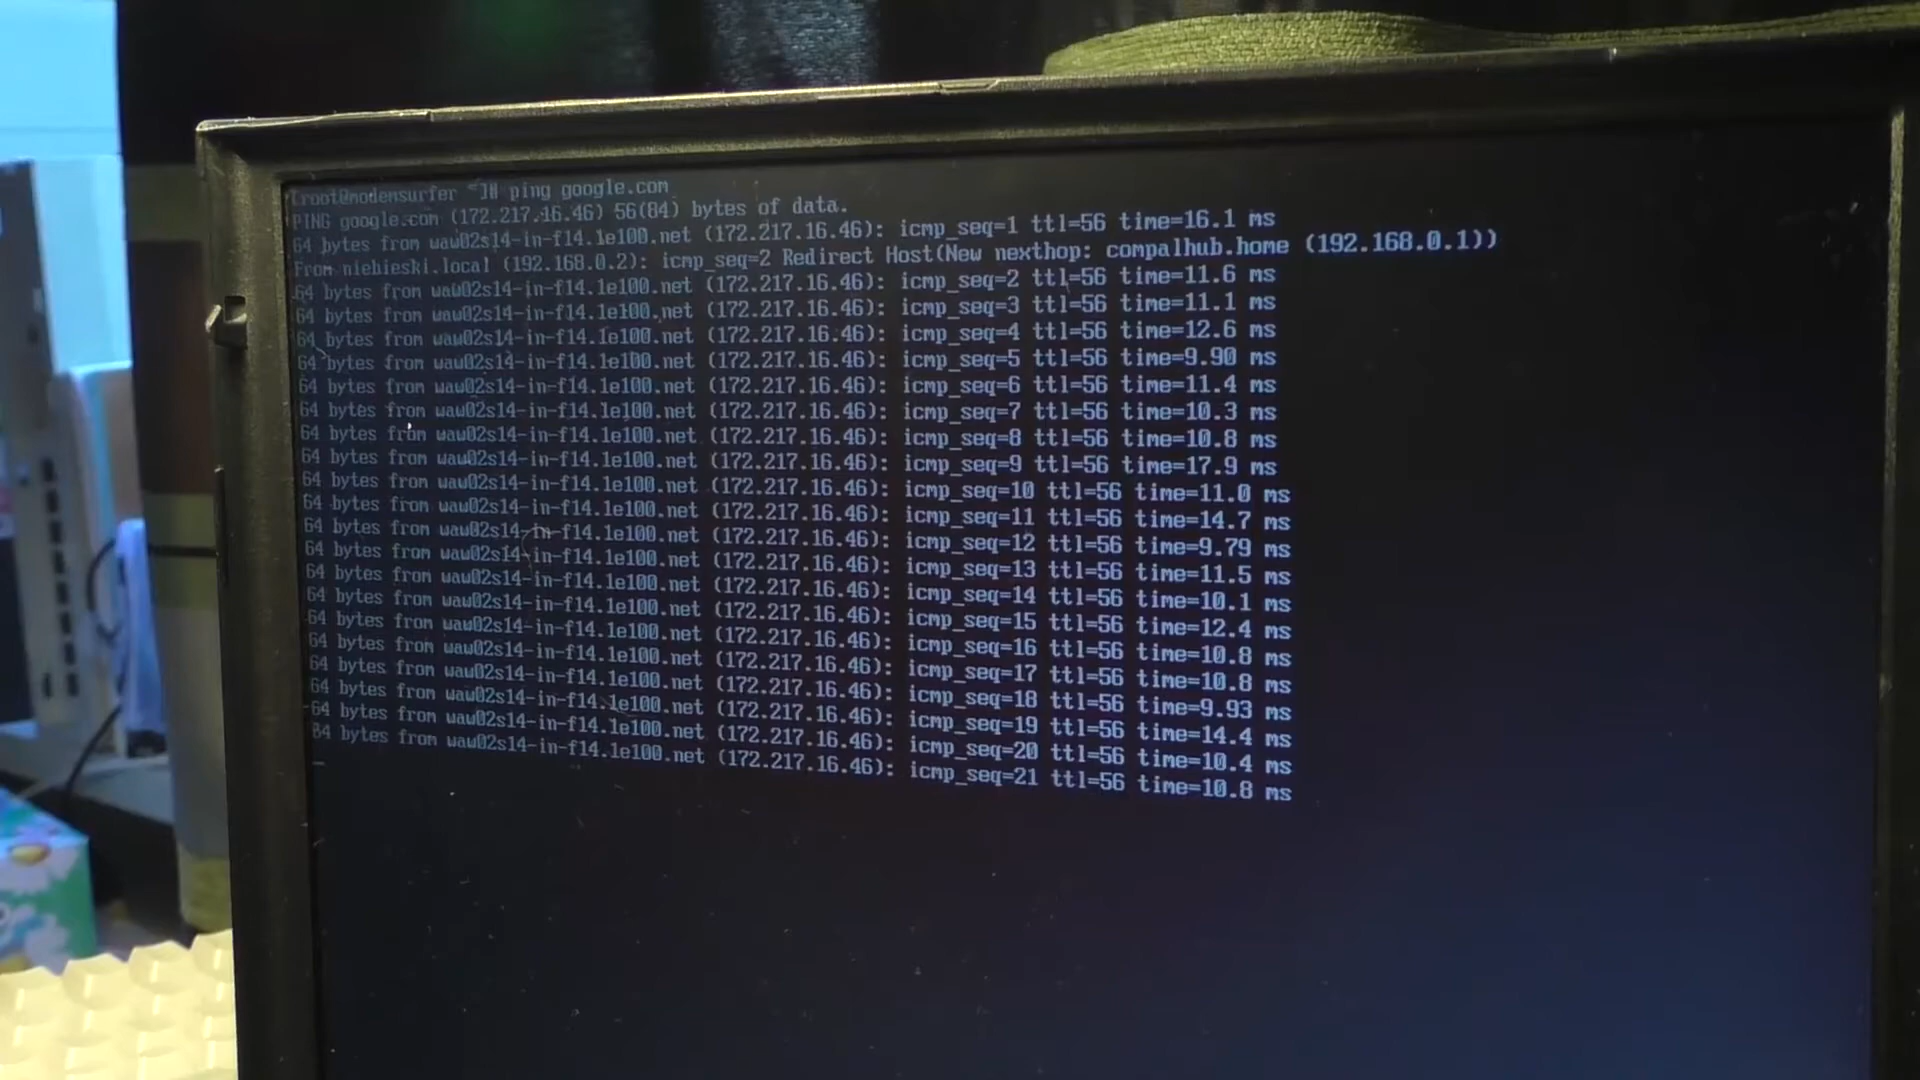 [root@modemsurfer ~]# ping google.com
PING google.com (172.217.16.46) 56(84) bytes of data.
64 bytes from waw02s14-in-f14.1e100.net (172.217.16.46): icmp_seq=1 ttl=56 time=16.1 ms
From niebieski.local (192.168.0.2): icmp_seq=2 Redirect Host(New nexthop: compalhub.home (192.168.0.1))
64 bytes from waw02s14-in-f14.1e100.net (172.217.16.46): icmp_seq=2 ttl=56 time=11.6 ms
64 bytes from waw02s14-in-f14.1e100.net (172.217.16.46): icmp_seq=3 ttl=56 time=11.1 ms
64 bytes from waw02s14-in-f14.1e100.net (172.217.16.46): icmp_seq=4 ttl=56 time=12.6 ms
64 bytes from waw02s14-in-f14.1e100.net (172.217.16.46): icmp_seq=5 ttl=56 time=9.90 ms
64 bytes from waw02s14-in-f14.1e100.net (172.217.16.46): icmp_seq=6 ttl=56 time=11.4 ms
64 bytes from waw02s14-in-f14.1e100.net (172.217.16.46): icmp_seq=7 ttl=56 time=10.3 ms
64 bytes from waw02s14-in-f14.1e100.net (172.217.16.46): icmp_seq=8 ttl=56 time=10.8 ms
64 bytes from waw02s14-in-f14.1e100.net (172.217.16.46): icmp_seq=9 ttl=56 time=17.9 ms
64 bytes from waw02s14-in-f14.1e100.net (172.217.16.46): icmp_seq=10 ttl=56 time=11.0 ms
64 bytes from waw02s14-in-f14.1e100.net (172.217.16.46): icmp_seq=11 ttl=56 time=14.7 ms
64 bytes from waw02s14-in-f14.1e100.net (172.217.16.46): icmp_seq=12 ttl=56 time=9.79 ms
64 bytes from waw02s14-in-f14.1e100.net (172.217.16.46): icmp_seq=13 ttl=56 time=11.5 ms
64 bytes from waw02s14-in-f14.1e100.net (172.217.16.46): icmp_seq=14 ttl=56 time=10.1 ms
64 bytes from waw02s14-in-f14.1e100.net (172.217.16.46): icmp_seq=15 ttl=56 time=12.4 ms
64 bytes from waw02s14-in-f14.1e100.net (172.217.16.46): icmp_seq=16 ttl=56 time=10.8 ms
64 bytes from waw02s14-in-f14.1e100.net (172.217.16.46): icmp_seq=17 ttl=56 time=10.8 ms
64 bytes from waw02s14-in-f14.1e100.net (172.217.16.46): icmp_seq=18 ttl=56 time=9.93 ms
64 bytes from waw02s14-in-f14.1e100.net (172.217.16.46): icmp_seq=19 ttl=56 time=14.4 ms
64 bytes from waw02s14-in-f14.1e100.net (172.217.16.46): icmp_seq=20 ttl=56 time=10.4 ms
64 bytes from waw02s14-in-f14.1e100.net (172.217.16.46): icmp_seq=21 ttl=56 time=10.8 ms